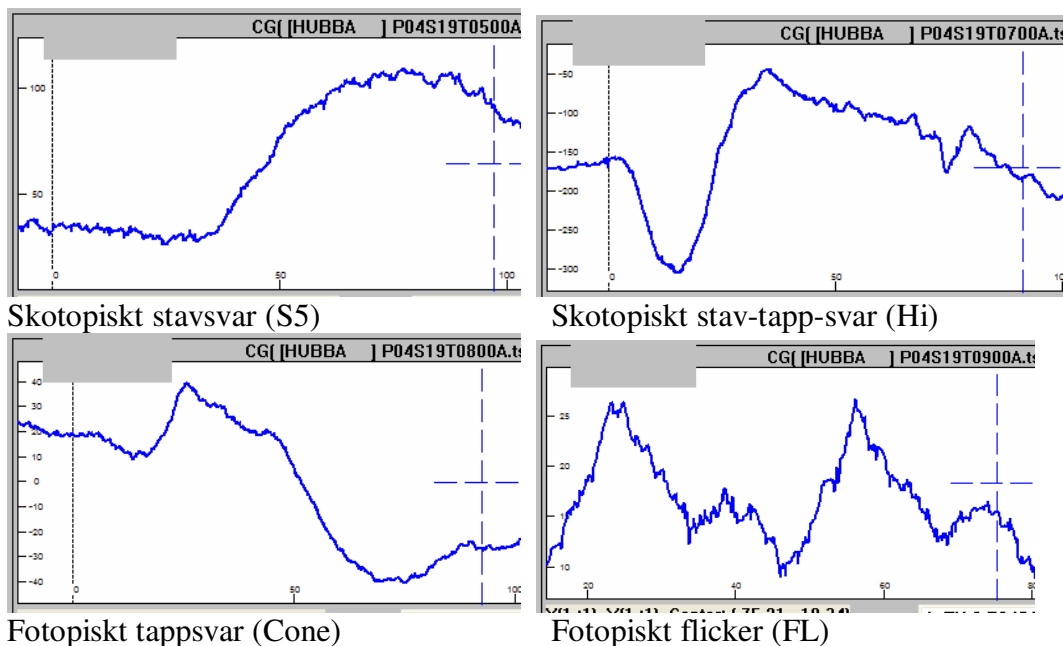 CG( [HUBBA ] P04S19T0500A
100
50
0 50 100
Skotopiskt stavsvar (S5)
CG( [HUBBA ] P04S19T0700A.ts
-50
-100
-150
-200
-250
-300
0 50 10
Skotopiskt stav-tapp-svar (Hi)
CG( [HUBBA ] P04S19T0800A.ts
40
30
20
10
0
-10
-20
-30
-40
0 50 100
Fotopiskt tappsvar (Cone)
CG( [HUBBA ] P04S19T0900A.ts
25
20
15
10
20 40 60 80
Fotopiskt flicker (FL)